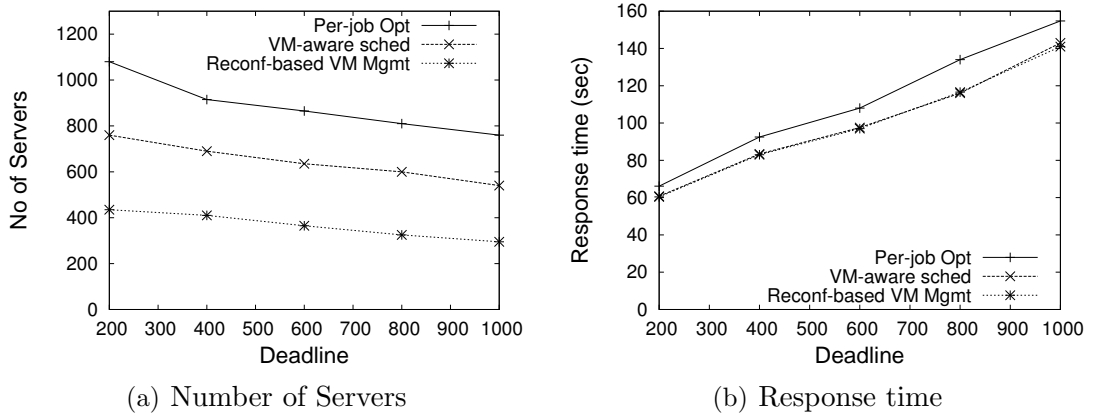 1200
1000
800
600
400
200
0
No of Servers
Per-job Opt
VM-aware sched
Reconf-based VM Mgmt
200 300 400 500 600 700 800 900 1000
Deadline
(a) Number of Servers
160
140
120
100
80
60
40
20
0
Response time (sec)
Per-job Opt
VM-aware sched
Reconf-based VM Mgmt
200 300 400 500 600 700 800 900 1000
Deadline
(b) Response time